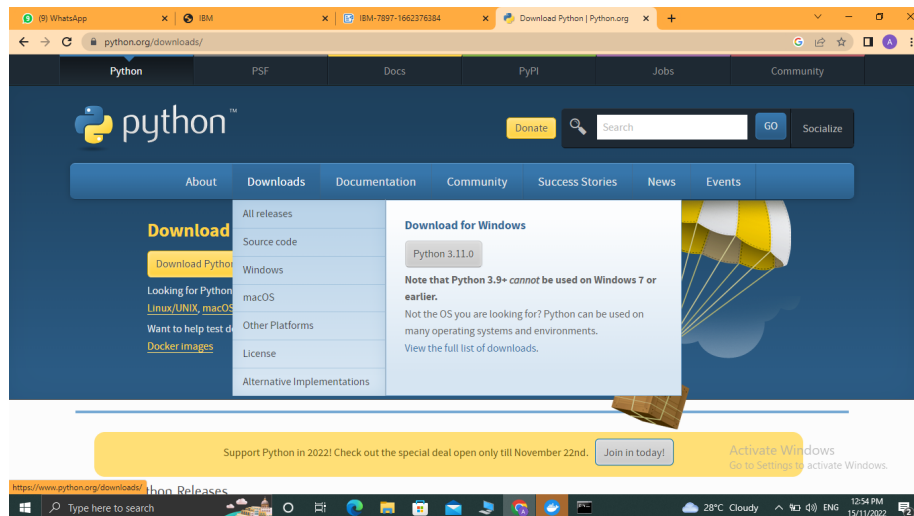 (9) WhatsApp
IBM
IBM-7897-1662376384
Download Python | Python.org
python.org/downloads/
G
A
Python
PSF
Docs
PyPI
Jobs
Community
python™
Donate
Search
GO
Socialize
About
Downloads
Documentation
Community
Success Stories
News
Events
All releases
Source code
Windows
macOS
Other Platforms
License
Alternative Implementations
Download for Windows
Python 3.11.0
Note that Python 3.9+ cannot be used on Windows 7 or
earlier.
Not the OS you are looking for? Python can be used on
many operating systems and environments.
View the full list of downloads.
Download
Download Python
Looking for Python
Linux/UNIX, macOS
Want to help test d
Docker images
Support Python in 2022! Check out the special deal open only till November 22nd.
Join in today!
Activate Windows
Go to Settings to activate Windows.
https://www.python.org/downloads/
thon Releases
Type here to search
28°C Cloudy
ENG
12:54 PM
15/11/2022
2